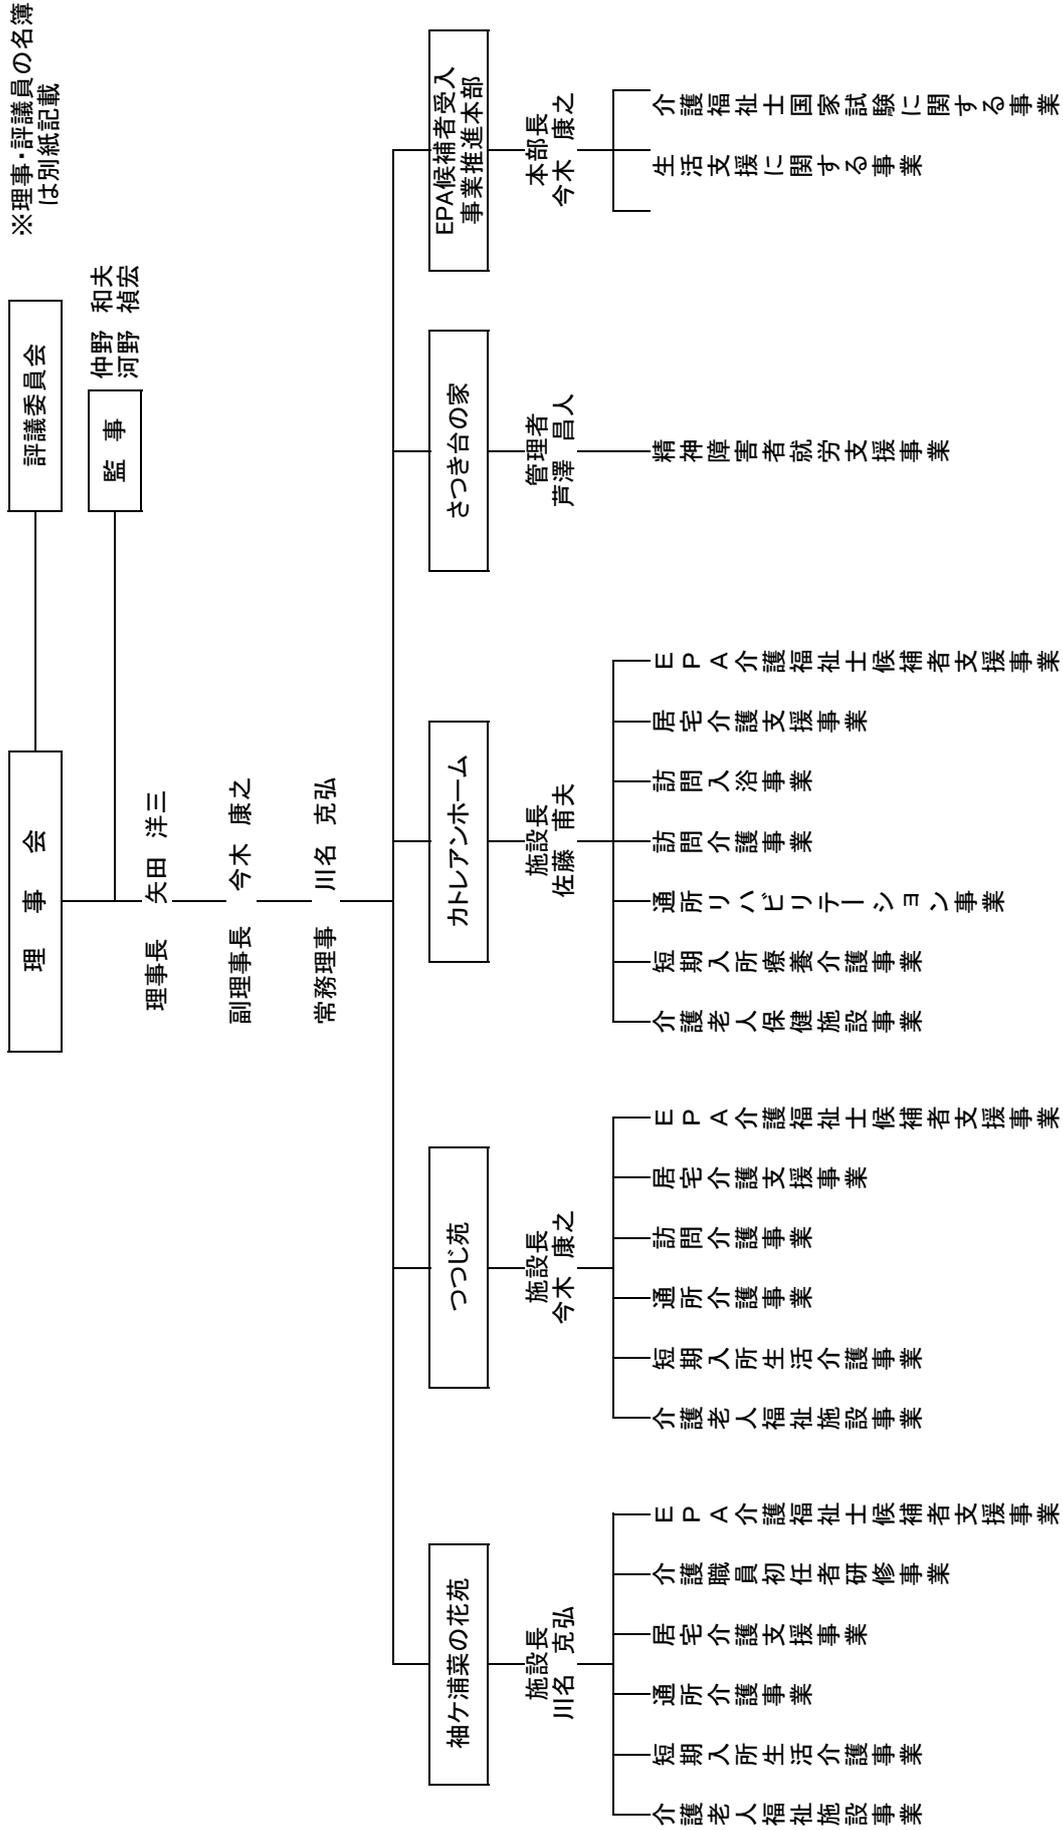 ※理事・評議員の名簿
は別紙記載
評議委員会
理　事　会
監　事
仲野　和夫
河野　禎宏
理事長　矢田　洋三
副理事長　今木　康之
常務理事　川名　克弘
袖ケ浦菜の花苑
施設長
川名　克弘
介護老人福祉施設事業
短期入所生活介護事業
通所介護事業
居宅介護支援事業
介護職員初任者研修事業
ＥＰＡ介護福祉士候補者支援事業
つつじ苑
施設長
今木　康之
介護老人福祉施設事業
短期入所生活介護事業
通所介護事業
訪問介護事業
居宅介護支援事業
ＥＰＡ介護福祉士候補者支援事業
カトレアンホーム
施設長
佐藤　甫夫
介護老人保健施設事業
短期入所療養介護事業
通所リハビリテーション事業
訪問介護事業
訪問入浴事業
居宅介護支援事業
ＥＰＡ介護福祉士候補者支援事業
さつき台の家
管理者
芦澤　昌人
精神障害者就労支援事業
EPA候補者受入
事業推進本部
本部長
今木　康之
生活支援に関する事業
介護福祉士国家試験に関する事業